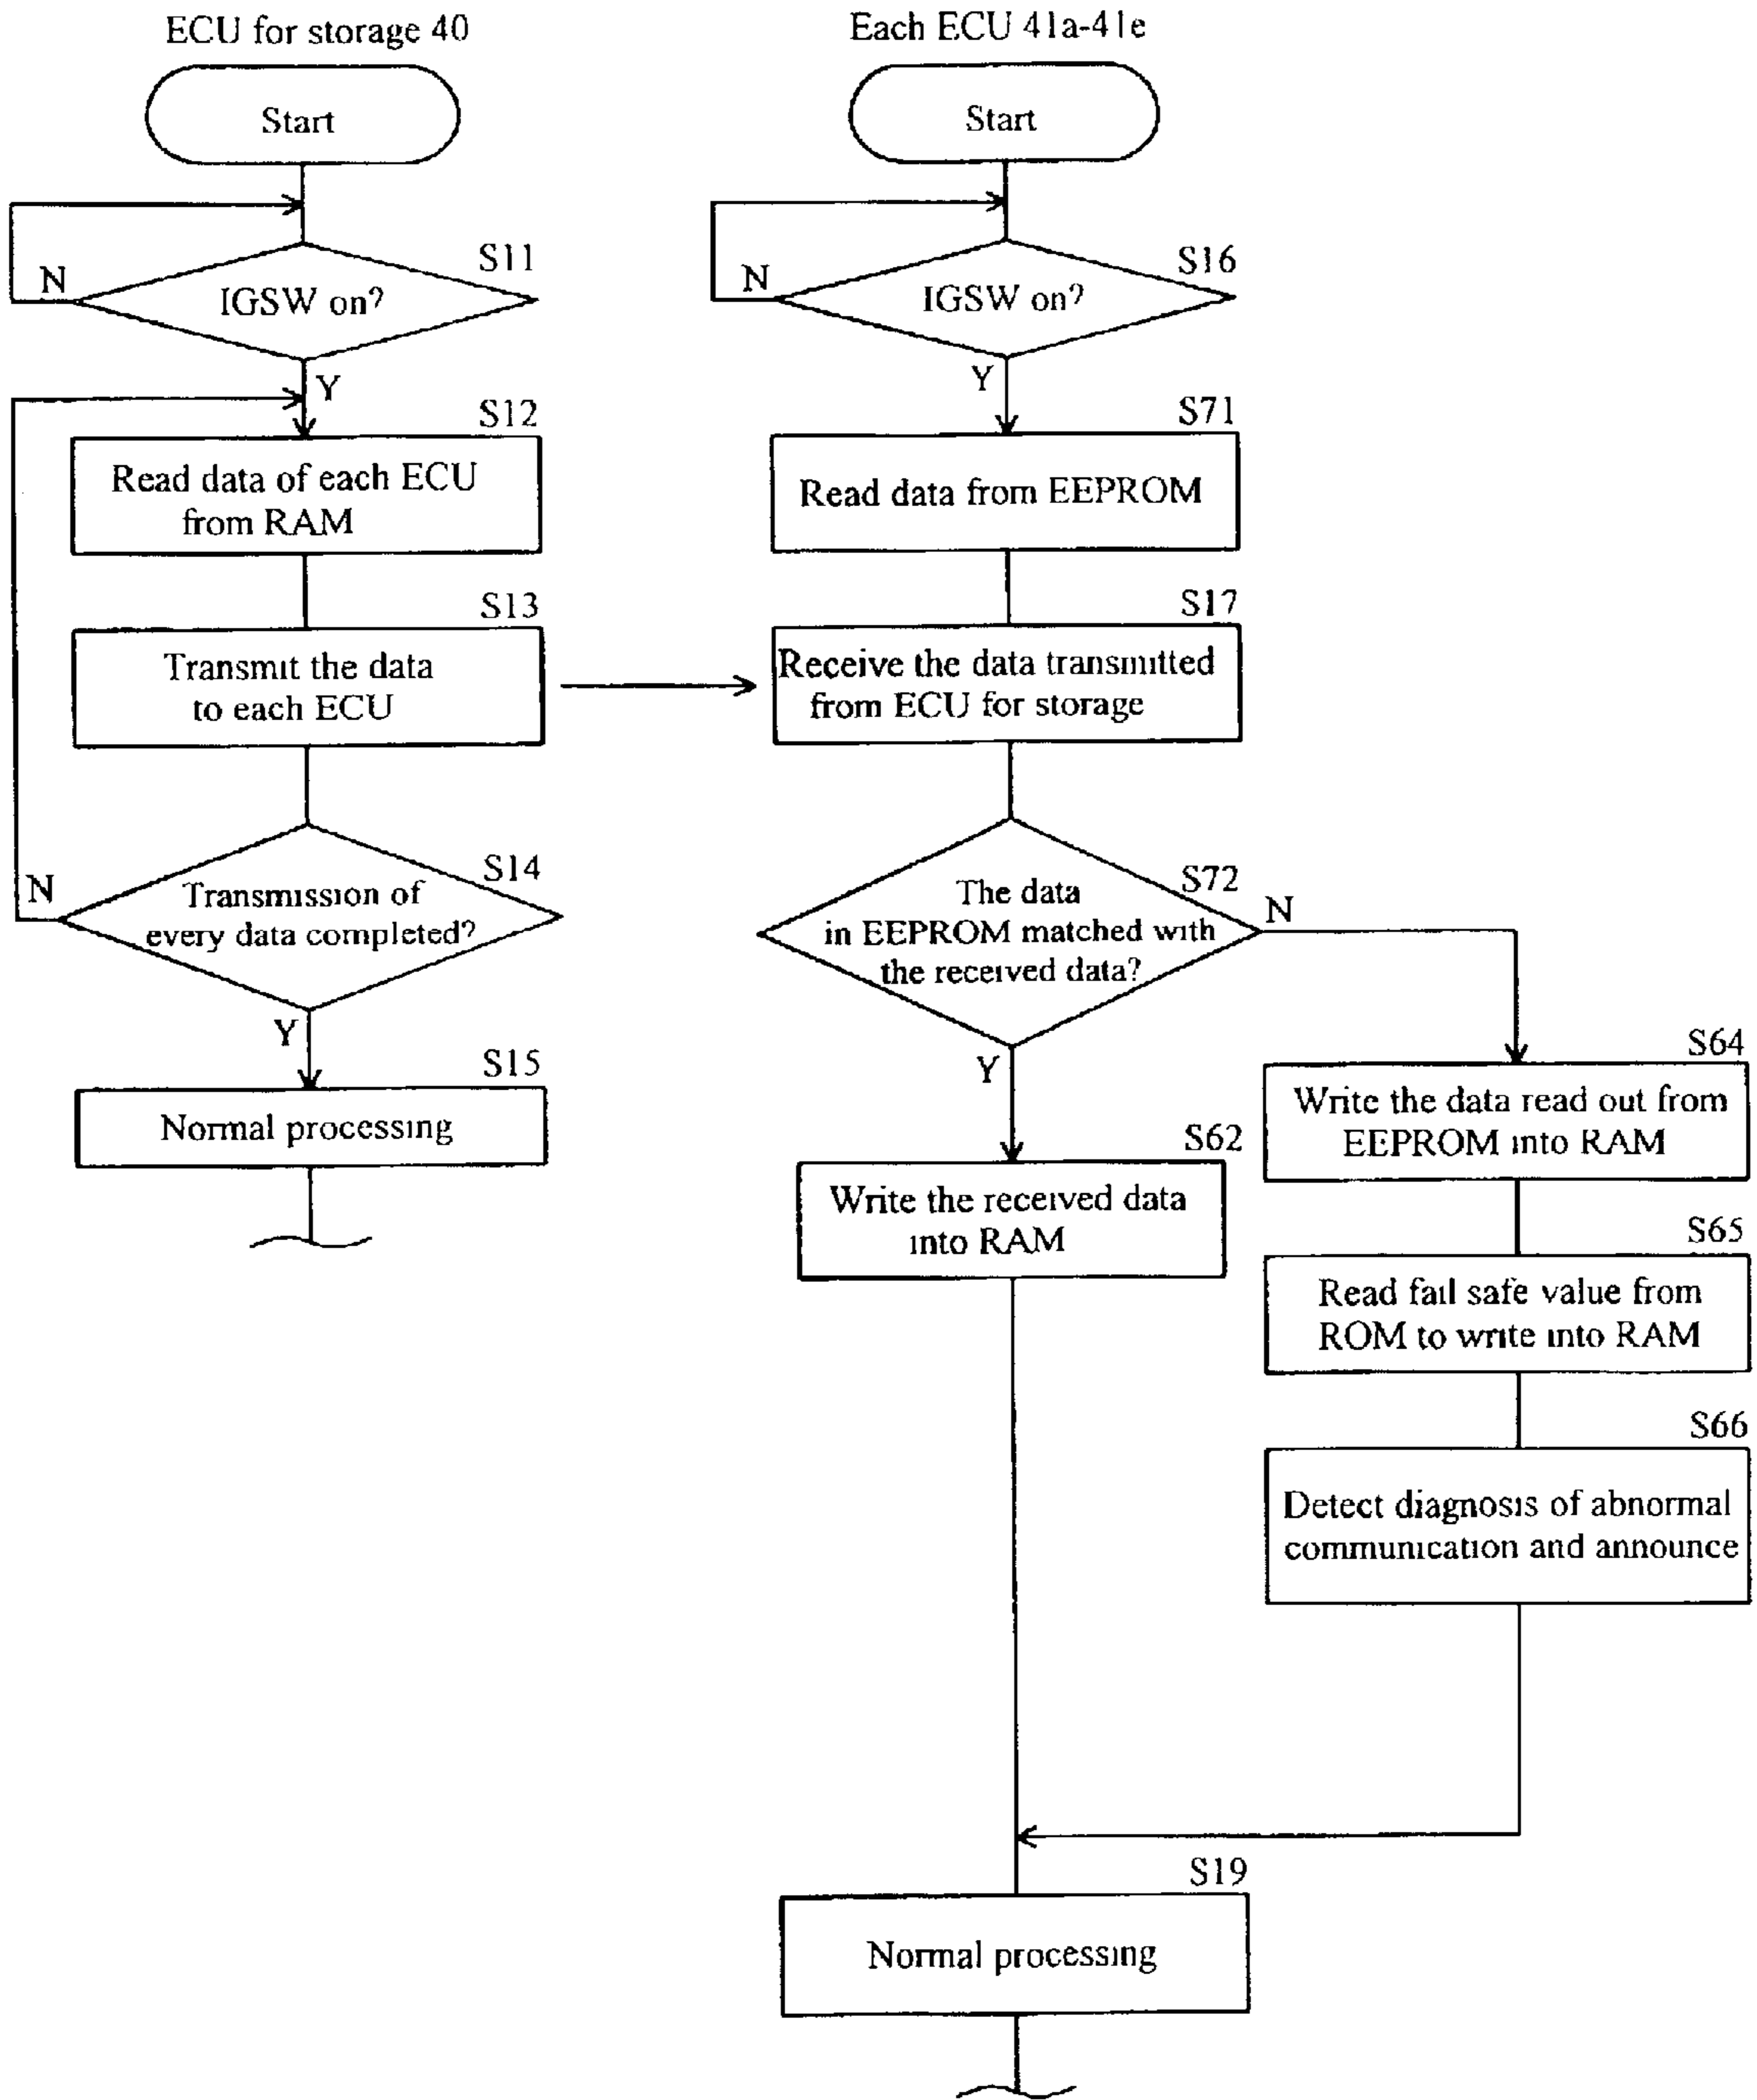 ECU for storage 40
Start
S11
N
IGSW on?
Y
S12
Read data of each ECU
from RAM
S13
Transmit the data
to each ECU
S14
N
Transmission of
every data completed?
Y
S15
Normal processing
Each ECU 41a-41e
Start
S16
N
IGSW on?
Y
S71
Read data from EEPROM
S17
Receive the data transmitted
from ECU for storage
S72
The data
in EEPROM matched with
the received data?
N
Y
S62
Write the received data
into RAM
S64
Write the data read out from
EEPROM into RAM
S65
Read fail safe value from
ROM to write into RAM
S66
Detect diagnosis of abnormal
communication and announce
S19
Normal processing